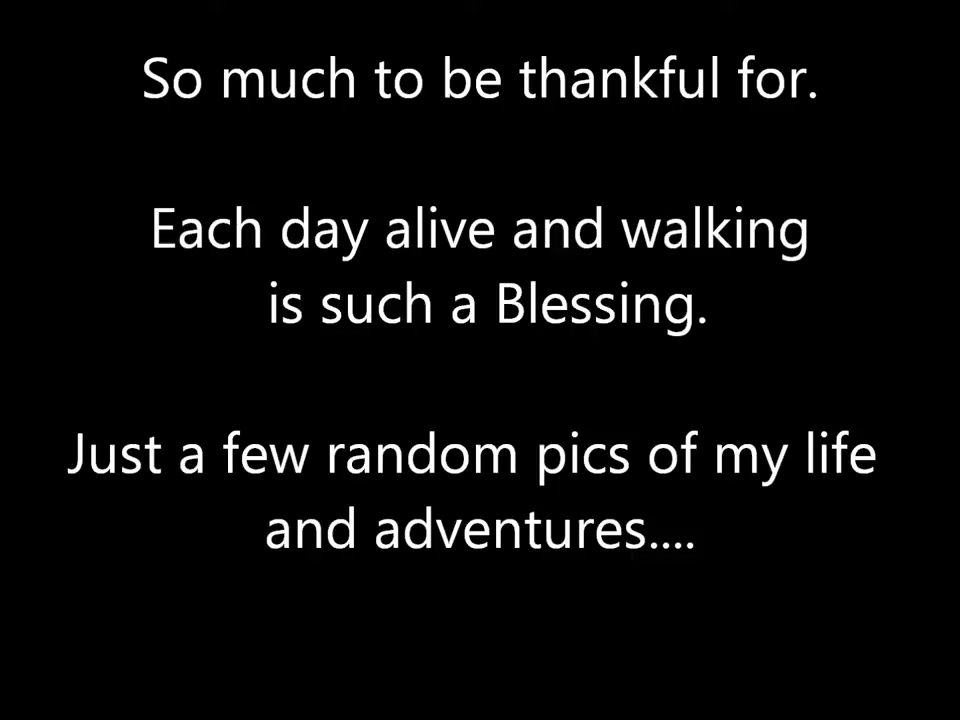 So much to be thankful for.
Each day alive and walking
is such a Blessing.
Just a few random pics of my life
and adventures....